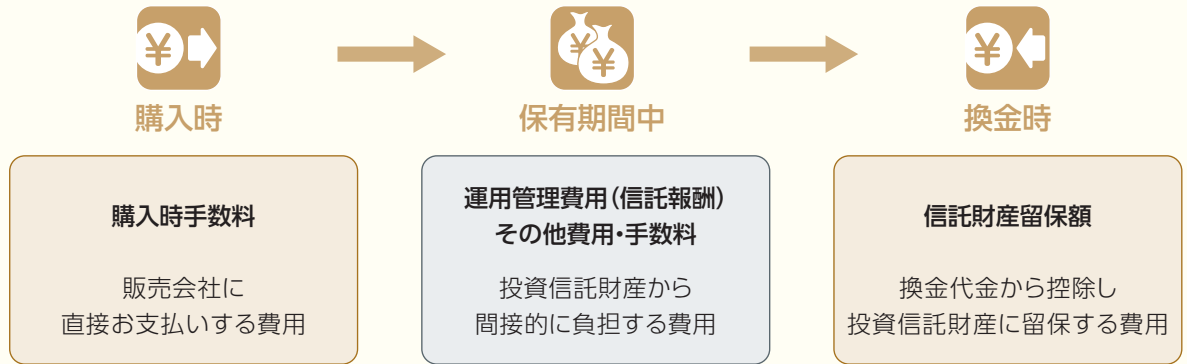 ¥
¥
¥
¥
購入時
保有期間中
換金時
購入時手数料
販売会社に
直接お支払いする費用
運用管理費用(信託報酬)
その他費用・手数料
投資信託財産から
間接的に負担する費用
信託財産留保額
換金代金から控除し
投資信託財産に留保する費用